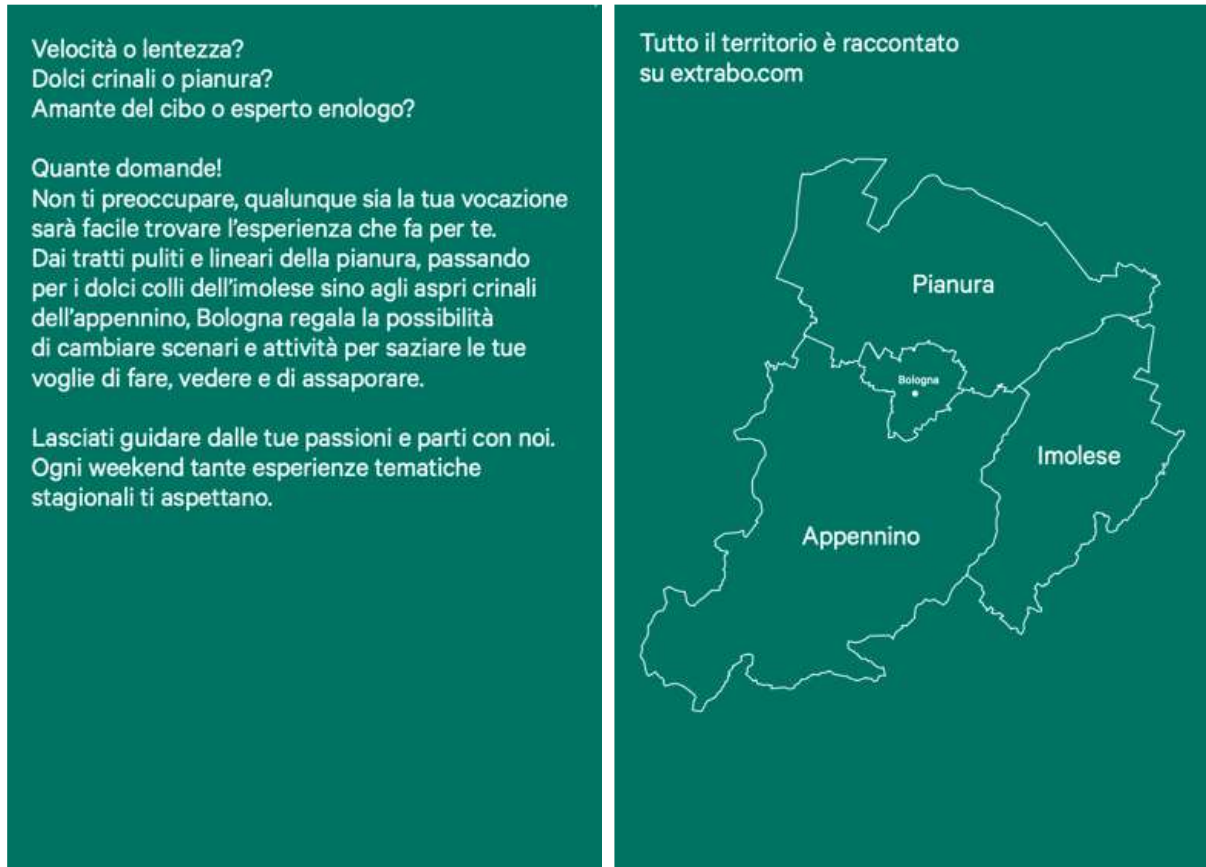 Velocità o lentezza?
Dolci crinali o pianura?
Amante del cibo o esperto enologo?
Quante domande!
Non ti preoccupare, qualunque sia la tua vocazione
sarà facile trovare l'esperienza che fa per te.
Dai tratti puliti e lineari della pianura, passando
per i dolci colli dell'imolese sino agli aspri crinali
dell'appennino, Bologna regala la possibilità
di cambiare scenari e attività per saziare le tue
voglie di fare, vedere e di assaporare.
Lasciati guidare dalle tue passioni e parti con noi.
Ogni weekend tante esperienze tematiche
stagionali ti aspettano.
Tutto il territorio è raccontato
su extrabo.com
Pianura
Bologna
Imolese
Appennino